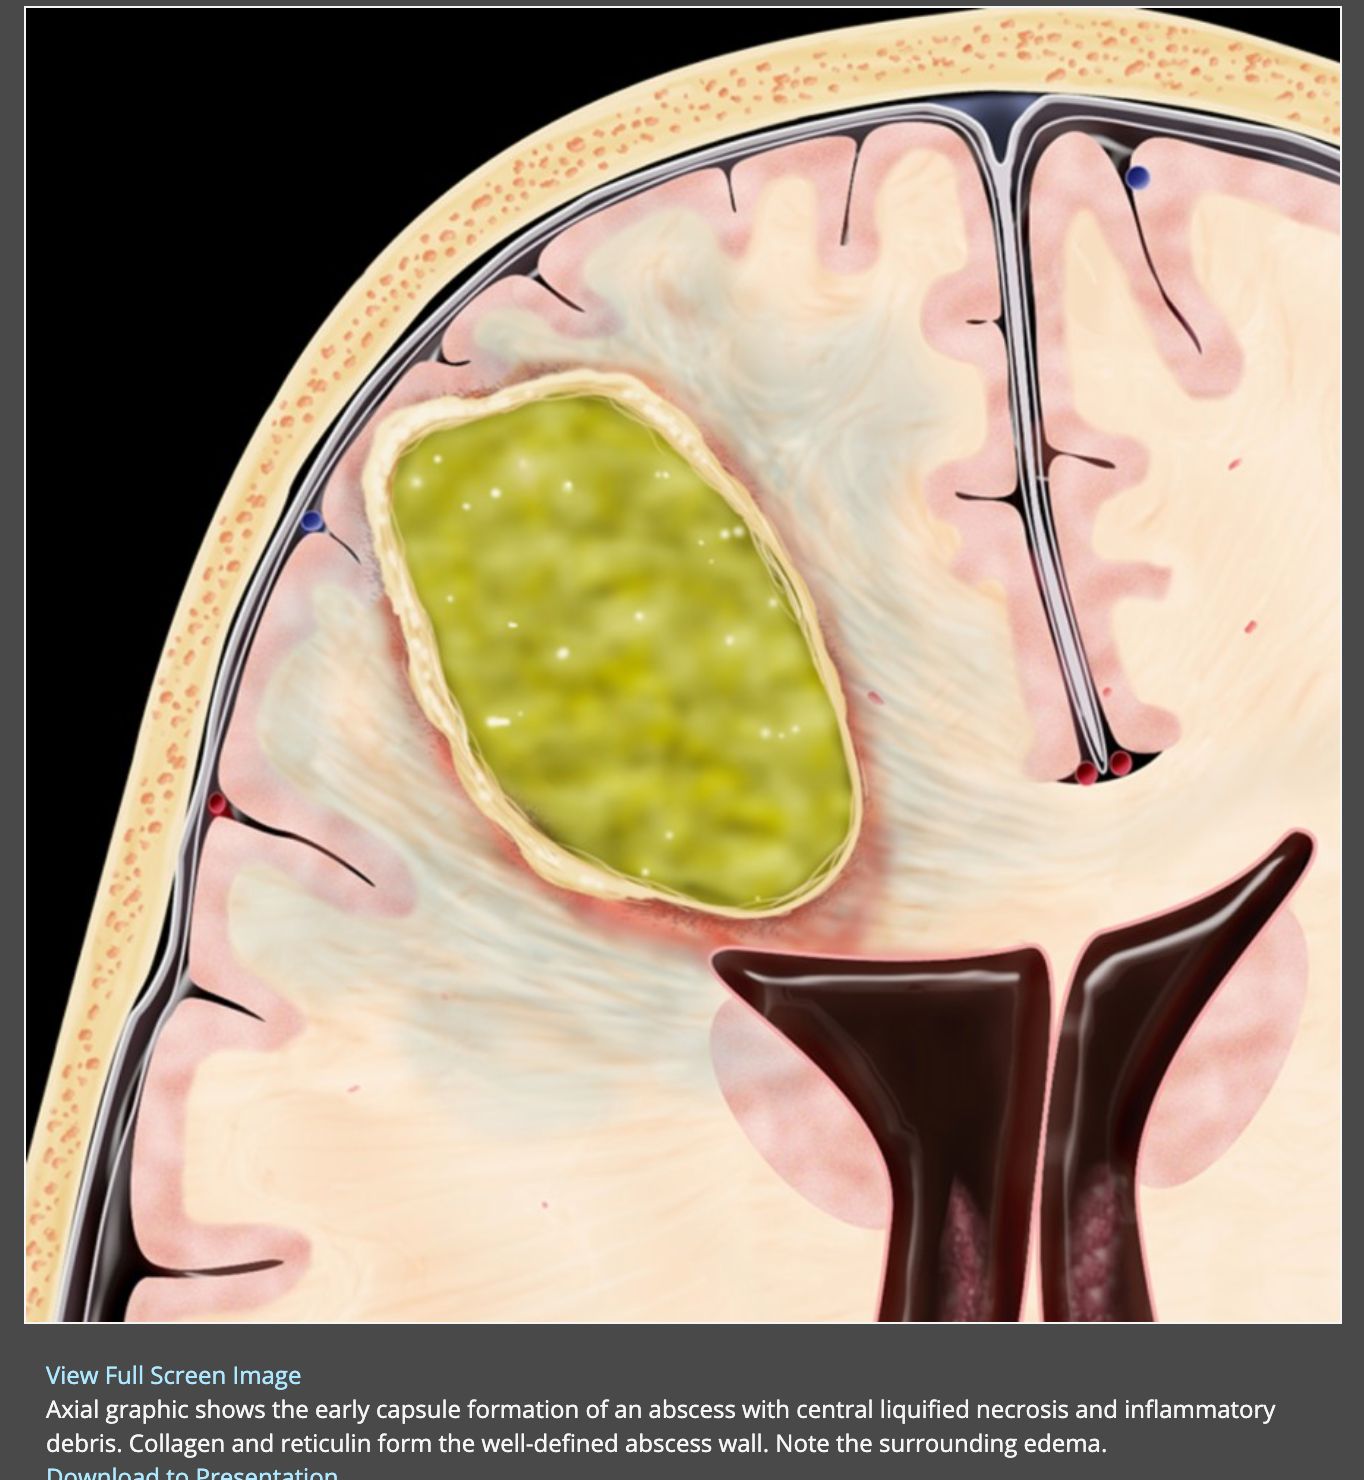 View Full Screen Image
Axial graphic shows the early capsule formation of an abscess with central liquified necrosis and inflammatory
debris. Collagen and reticulin form the well-defined abscess wall. Note the surrounding edema.
Download to Presentation